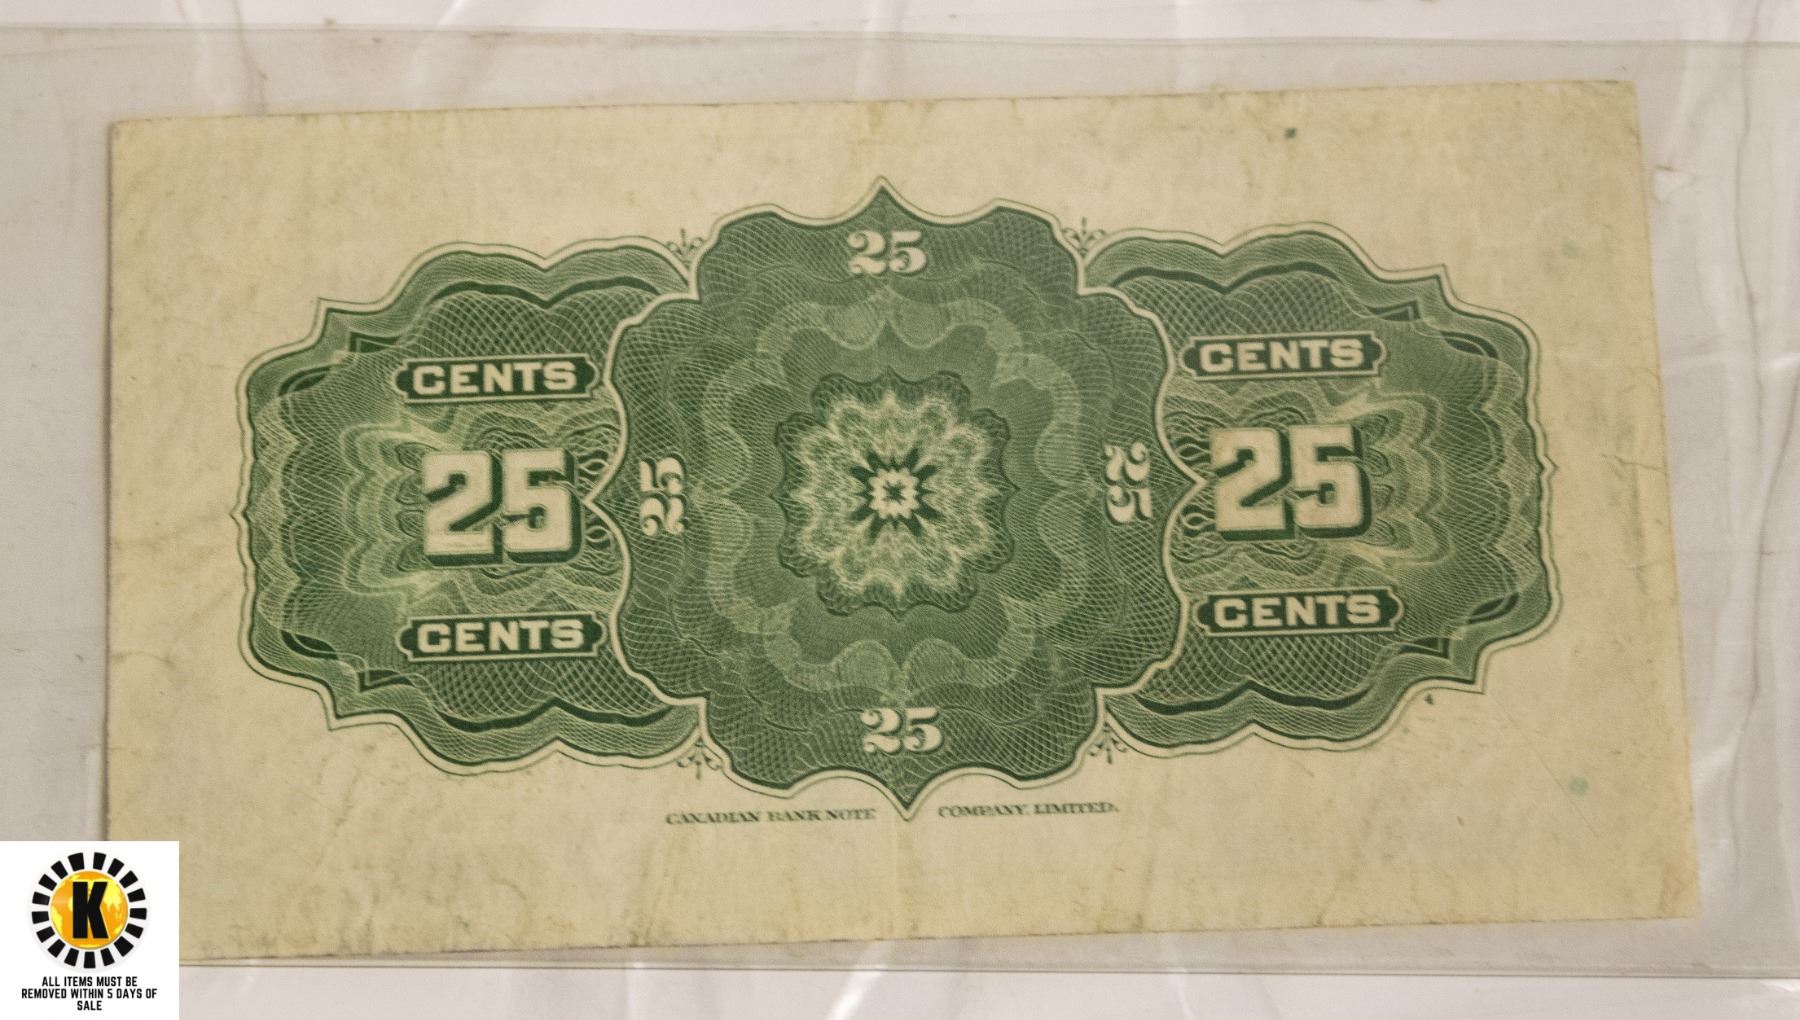 25
CENTS
CENTS
25
25
25
25
CENTS
CENTS
25
CANADIAN BANK NOTE COMPANY, LIMITED.
K
ALL ITEMS MUST BE
REMOVED WITHIN 5 DAYS OF
SALE